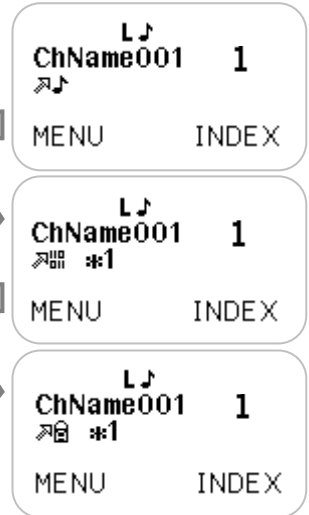 L♪
ChName001 1
↗♪
MENU INDEX
L♪
ChName001 1
↗ *1
MENU INDEX
L♪
ChName001 1
↗ *1
MENU INDEX